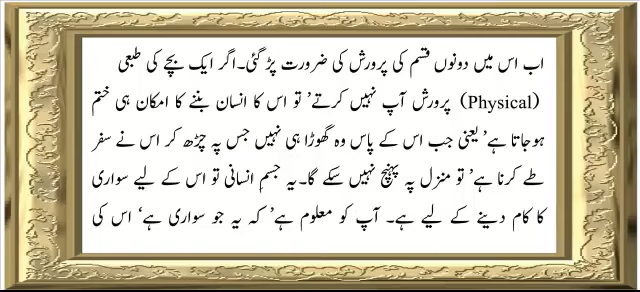 اب اس میں دونوں قسم کی پرورش کی ضرورت پڑ گئی۔اگر ایک بچے کی طبعی
(Physical) پرورش آپ نہیں کرتے’ تو اس کا انسان بننے کا امکان ہی ختم
ہوجاتا ہے’ یعنی جب اس کے پاس وہ گھوڑا ہی نہیں جس پہ چڑھ کر اس نے سفر
طے کرنا ہے’ تو منزل پہ پہنچ نہیں سکے گا۔یہ جسمِ انسانی تو اس کے لیے سواری
کا کام دینے کے لیے ہے۔ آپ کو معلوم ہے’ کہ یہ جو سواری ہے‘ اس کی